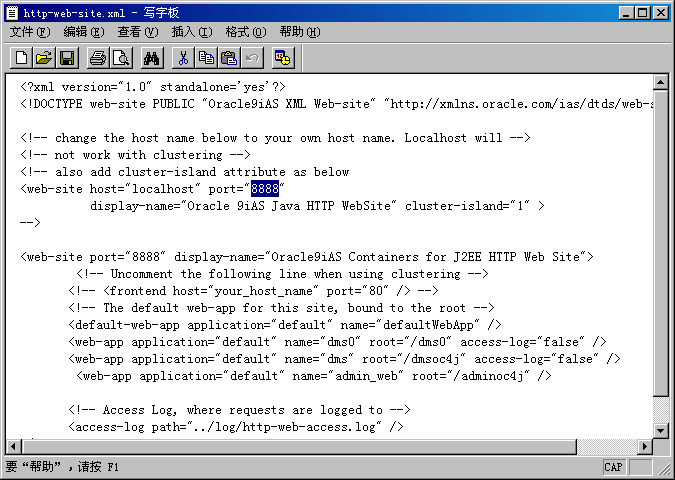 http-web-site.xml - 写字板
文件(F) 编辑(E) 查看(V) 插入(I) 格式(O) 帮助(H)
<?xml version="1.0" standalone='yes'?>
<!DOCTYPE web-site PUBLIC "Oracle9iAS XML Web-site" "http://xmlns.oracle.com/ias/dtds/web-s
<!-- change the host name below to your own host name. Localhost will -->
<!-- not work with clustering -->
<!-- also add cluster-island attribute as below
<web-site host="localhost" port="8888"
display-name="Oracle 9iAS Java HTTP WebSite" cluster-island="1" >
-->
<web-site port="8888" display-name="Oracle9iAS Containers for J2EE HTTP Web Site">
<!-- Uncomment the following line when using clustering -->
<!-- <frontend host="your_host_name" port="80" /> -->
<!-- The default web-app for this site, bound to the root -->
<default-web-app application="default" name="defaultWebApp" />
<web-app application="default" name="dms0" root="/dms0" access-log="false" />
<web-app application="default" name="dms" root="/dmsoc4j" access-log="false" />
<web-app application="default" name="admin_web" root="/adminoc4j" />
<!-- Access Log, where requests are logged to -->
<access-log path="../log/http-web-access.log" />
要“帮助”，请按 F1 CAP